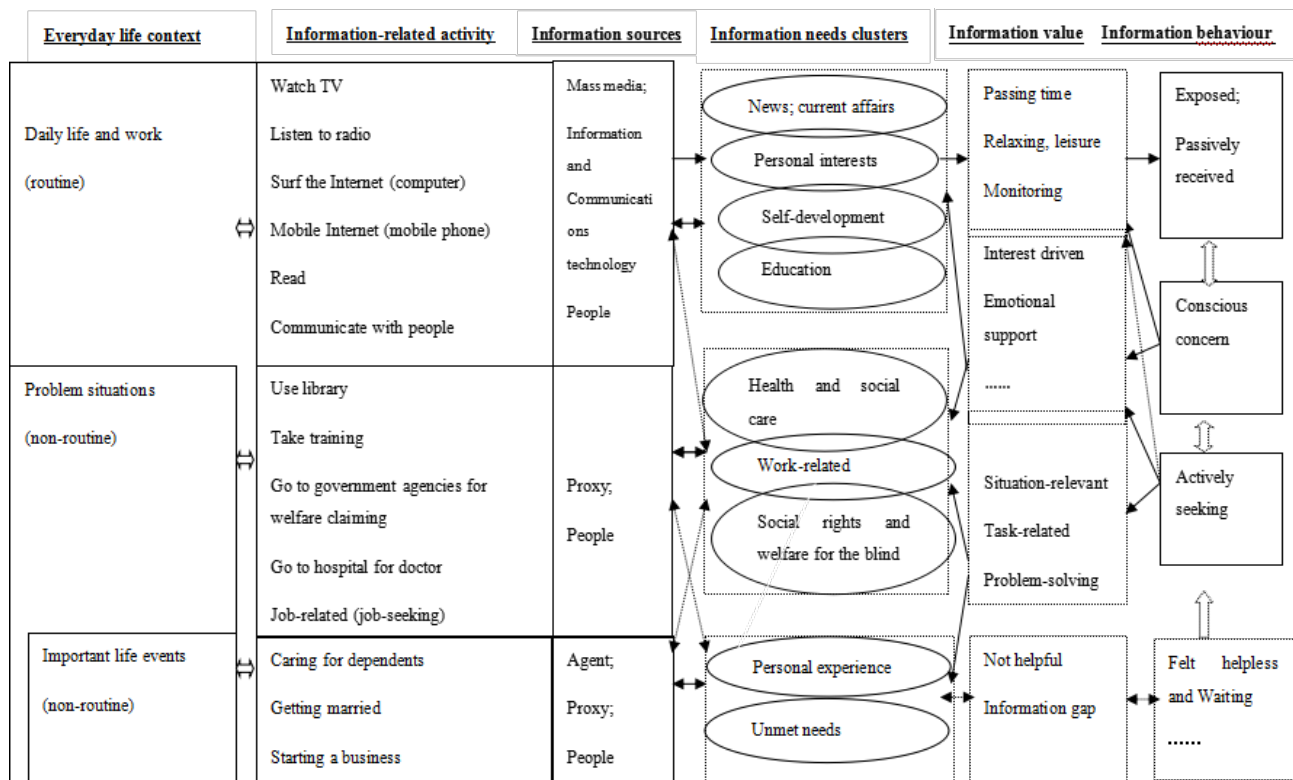 Everyday life context
Information-related activity
Information sources
Information needs clusters
Information value
Information behaviour
Daily life and work
(routine)
Watch TV
Listen to radio
Surf the Internet (computer)
Mobile Internet (mobile phone)
Read
Communicate with people
Mass media;
Information
and
Communicati
ons
technology
People
News; current affairs
Personal interests
Self-development
Education
Passing time
Relaxing, leisure
Monitoring
Interest driven
Emotional
support
......
Exposed;
Passively
received
Conscious
concern
Problem situations
(non-routine)
Use library
Take training
Go to government agencies for
welfare claiming
Go to hospital for doctor
Job-related (job-seeking)
Proxy;
People
Health and social
care
Work-related
Social rights and
welfare for the blind
Situation-relevant
Task-related
Problem-solving
Actively
seeking
Important life events
(non-routine)
Caring for dependents
Getting married
Starting a business
Agent;
Proxy;
People
Personal experience
Unmet needs
Not helpful
Information gap
Felt helpless
and Waiting
......